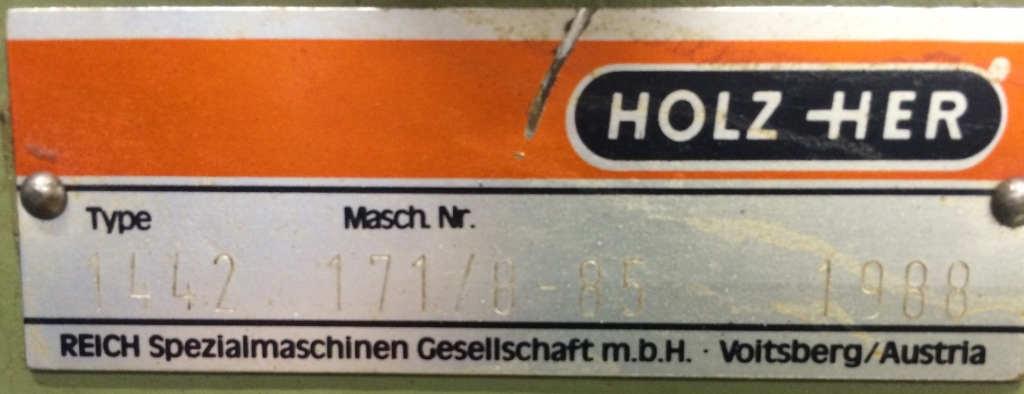 HOLZ-HER
Type Masch. Nr.
1442 171/8-85 1988
REICH Spezialmaschinen Gesellschaft m.b.H. · Voitsberg/Austria